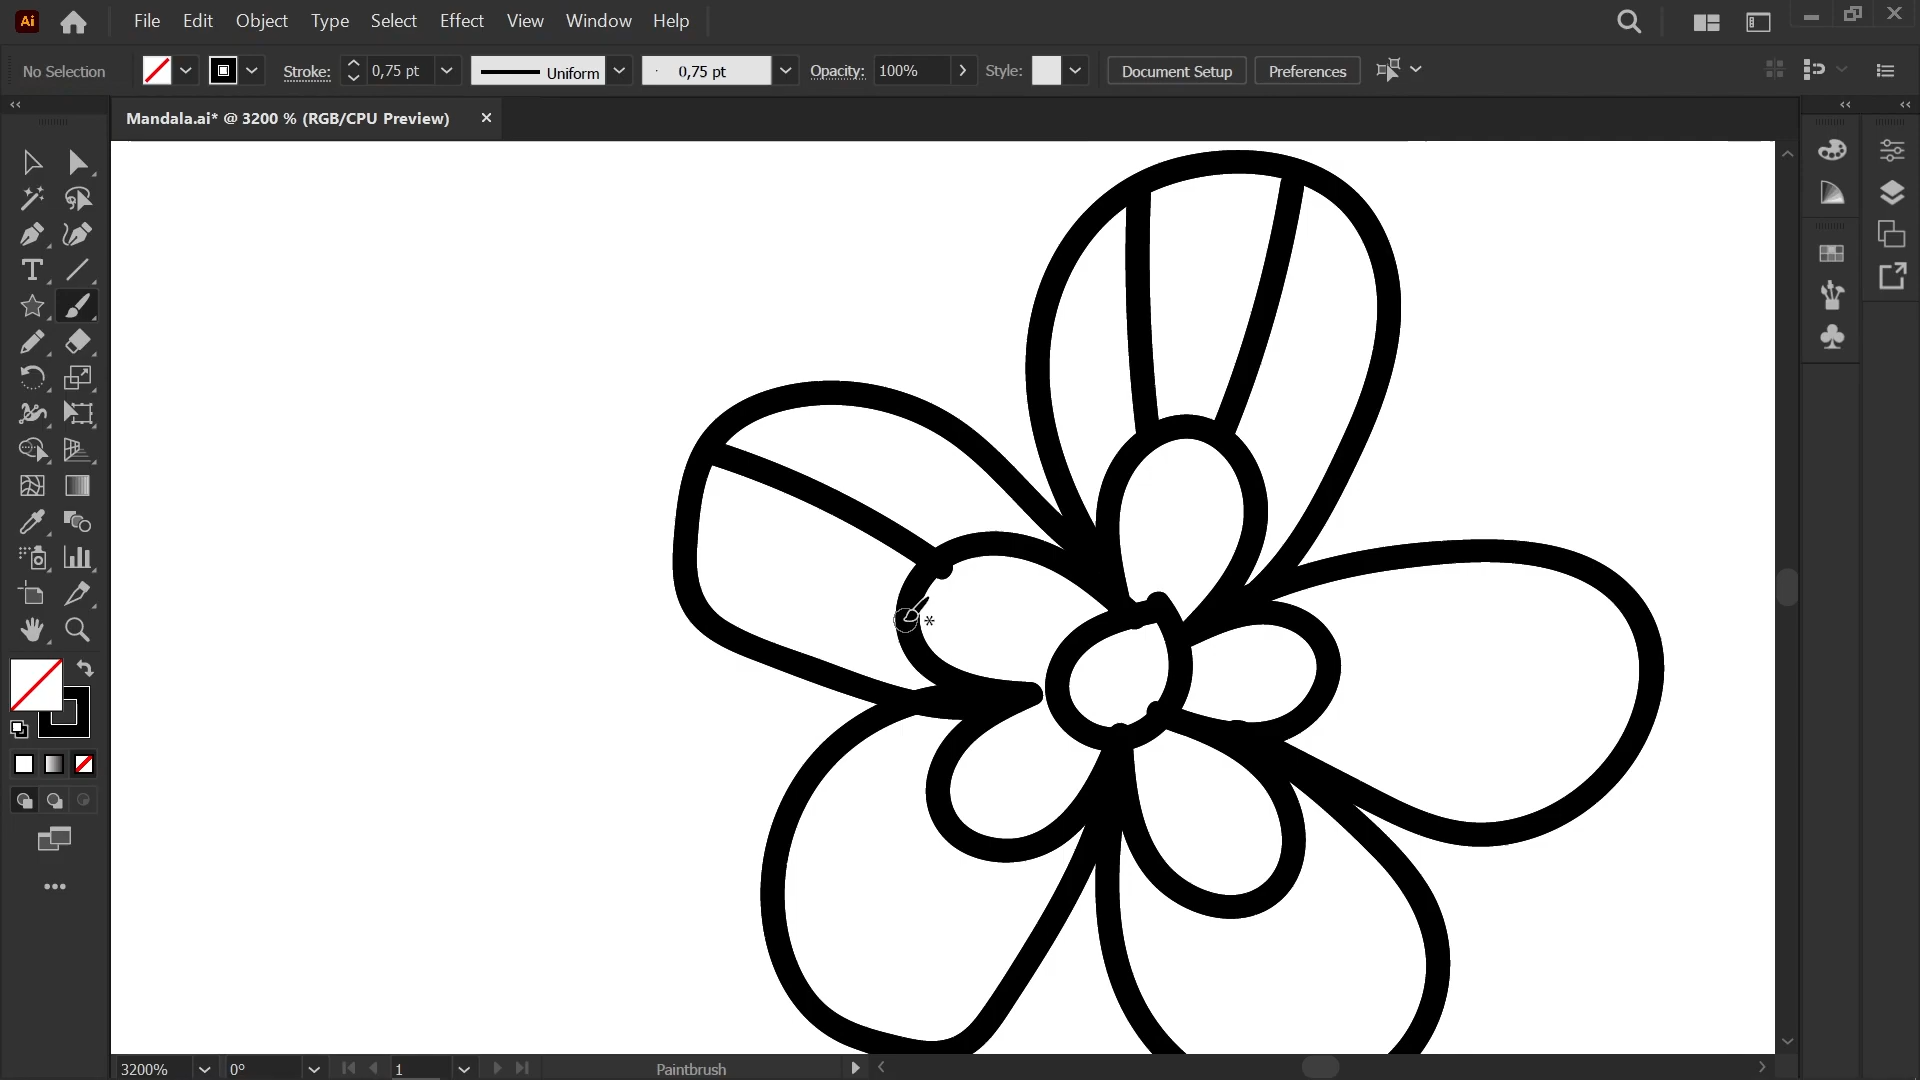 Ai File Edit Object Type Select Effect View Window Help
No Selection Stroke: 0,75 pt Uniform 0,75 pt Opacity: 100% Style: Document Setup Preferences
Mandala.ai* @ 3200 % (RGB/CPU Preview)
3200% 0° 1 Paintbrush